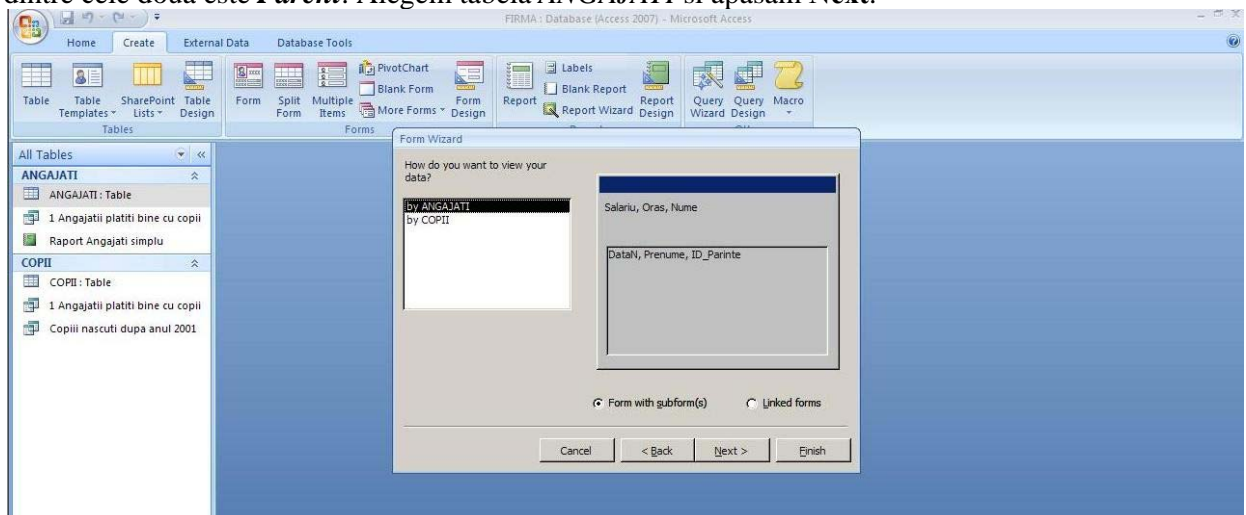 dintre cele două este Parent. Alegem tabela ANGAJATI si apasam Next.
FIRMA : Database (Access 2007) - Microsoft Access
Home Create External Data Database Tools
Table
Table Templates
SharePoint Lists
Table Design
Tables
Form
Split Form
Multiple Items
PivotChart
Blank Form
More Forms
Form Design
Forms
Report
Labels
Blank Report
Report Wizard
Report Design
Query Wizard
Query Design
Macro
All Tables
ANGAJATI
ANGAJATI : Table
1 Angajatii platiti bine cu copii
Raport Angajati simplu
COPII
COPII : Table
1 Angajatii platiti bine cu copii
Copiii nascuti dupa anul 2001
Form Wizard
How do you want to view your
data?
by ANGAJATI
by COPII
Salariu, Oras, Nume
DataN, Prenume, ID_Parinte
Form with subform(s) Linked forms
Cancel < Back Next > Finish